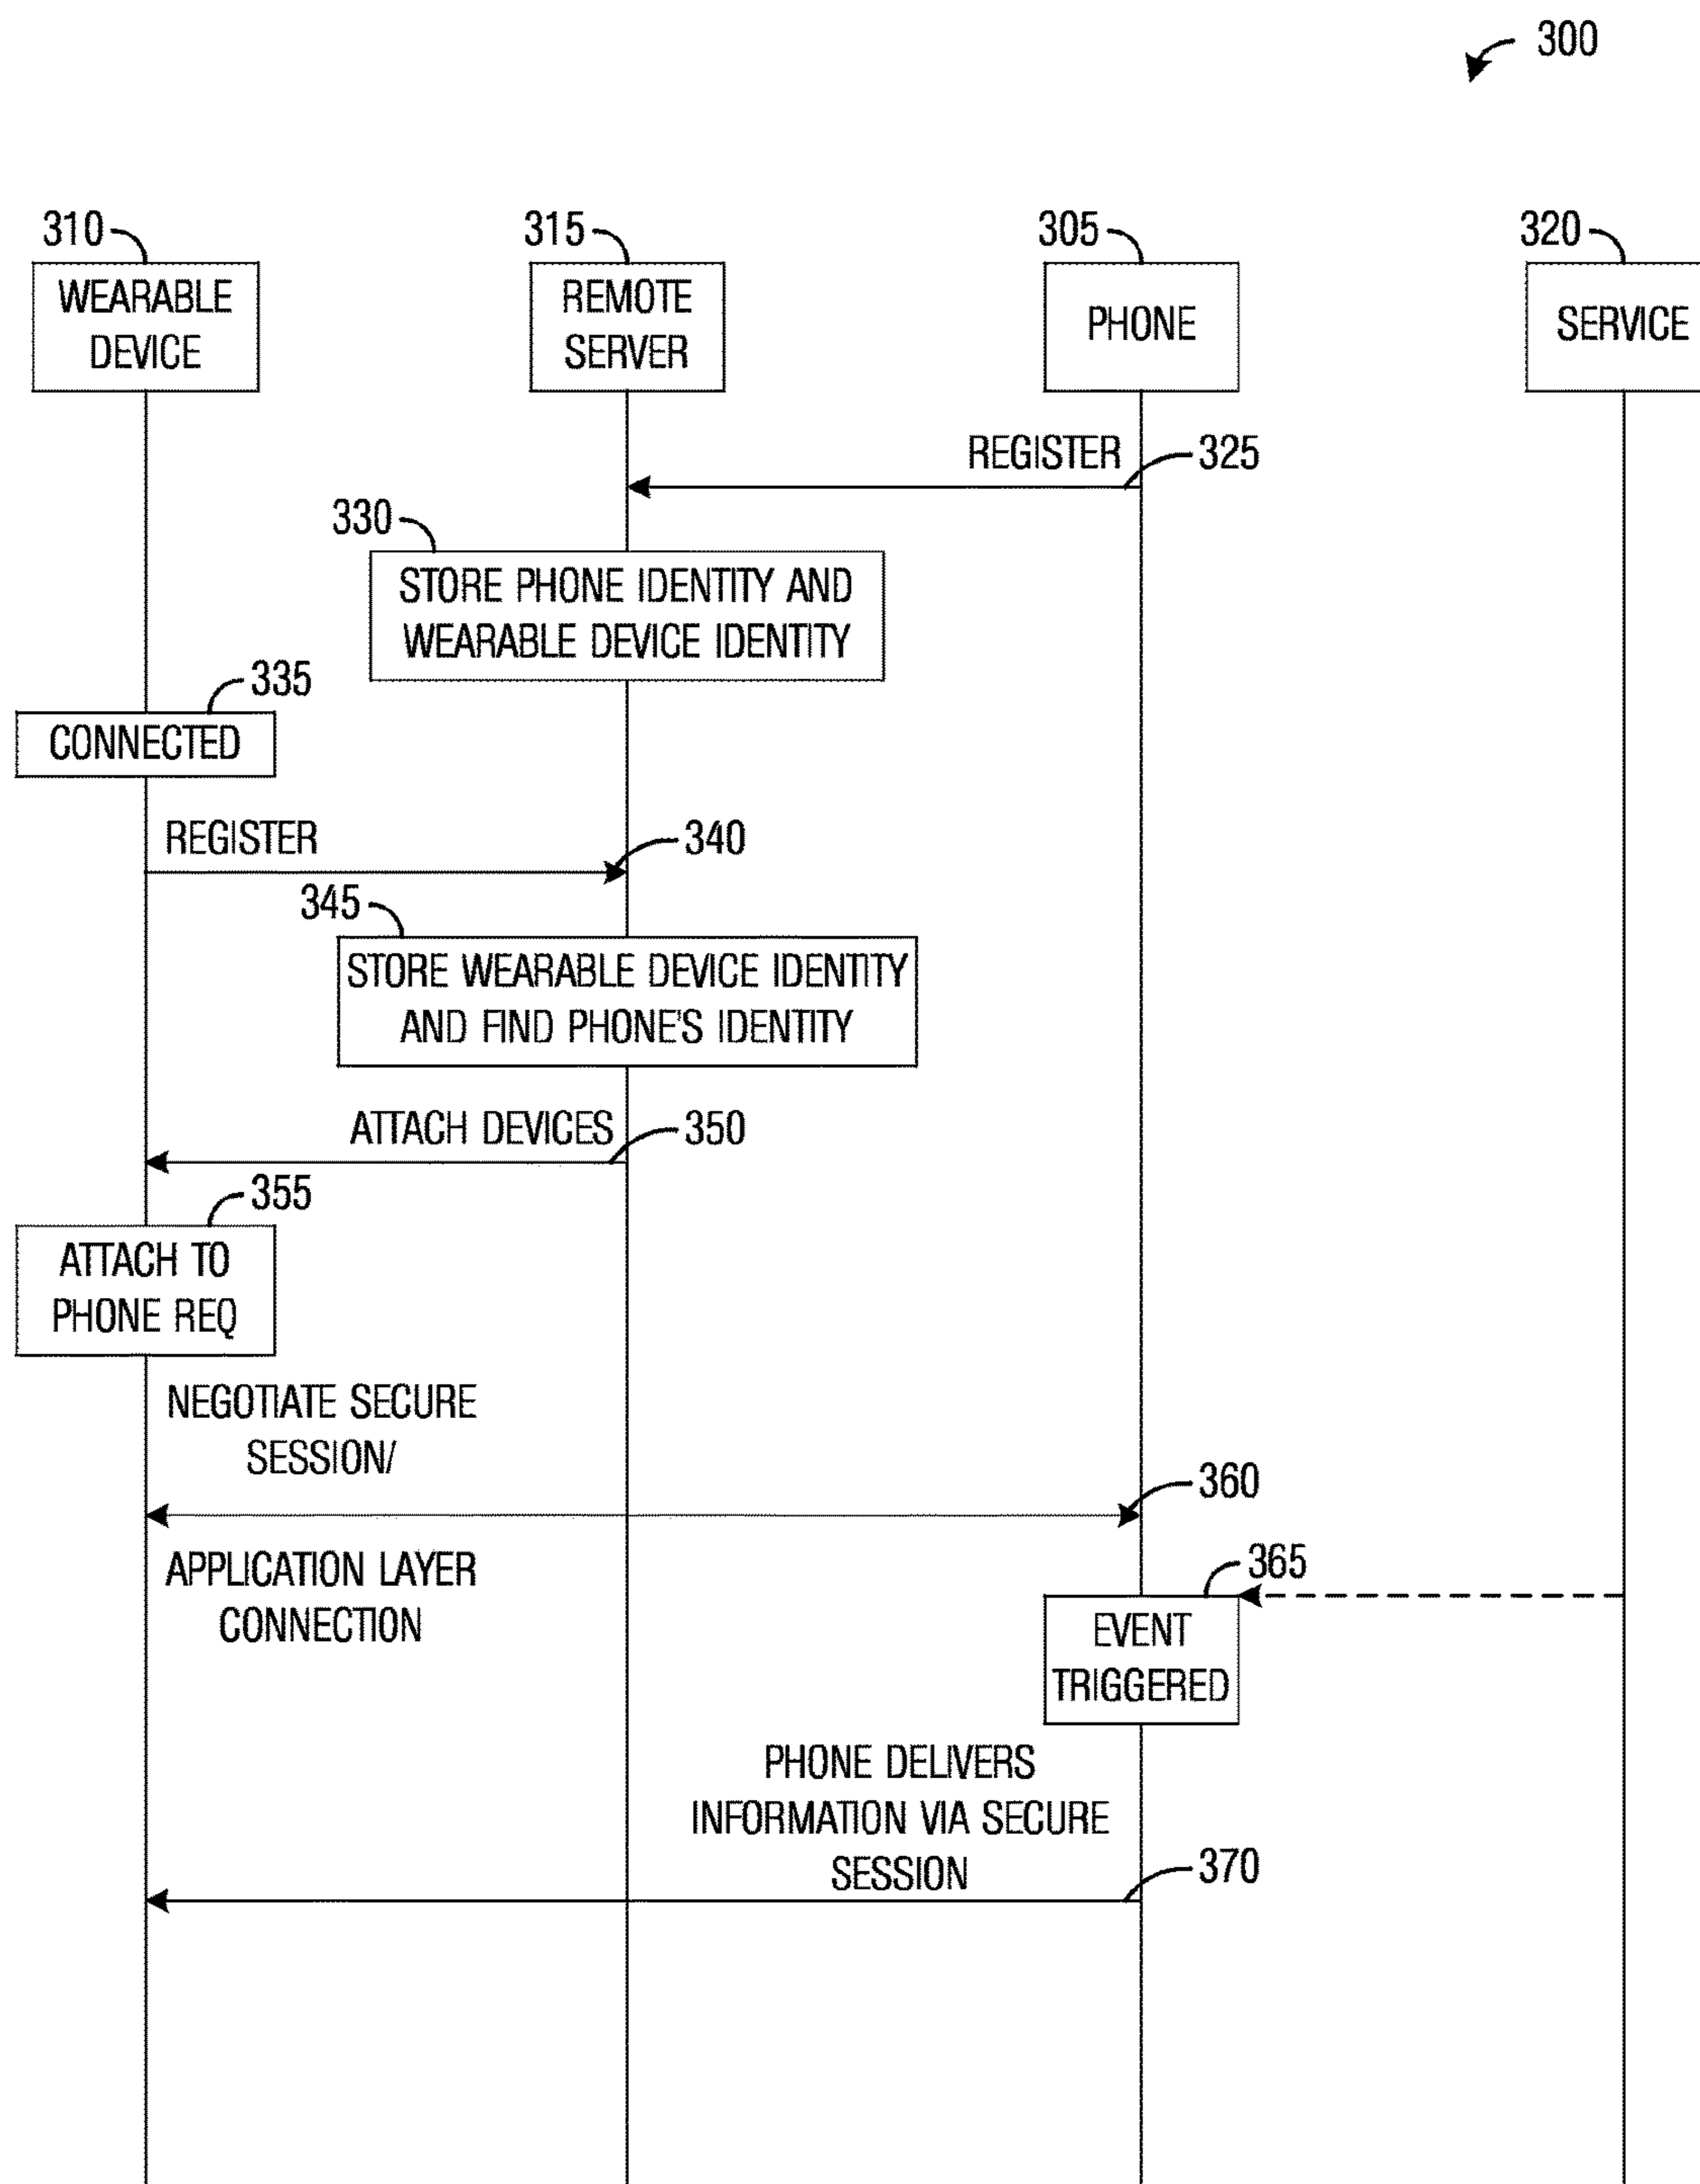 300
310
315
305
320
WEARABLE
DEVICE
REMOTE
SERVER
PHONE
SERVICE
REGISTER
325
330
STORE PHONE IDENTITY AND
WEARABLE DEVICE IDENTITY
335
CONNECTED
REGISTER
340
345
STORE WEARABLE DEVICE IDENTITY
AND FIND PHONE'S IDENTITY
ATTACH DEVICES
350
355
ATTACH TO
PHONE REQ
NEGOTIATE SECURE
SESSION/
360
APPLICATION LAYER
CONNECTION
365
EVENT
TRIGGERED
PHONE DELIVERS
INFORMATION VIA SECURE
SESSION
370